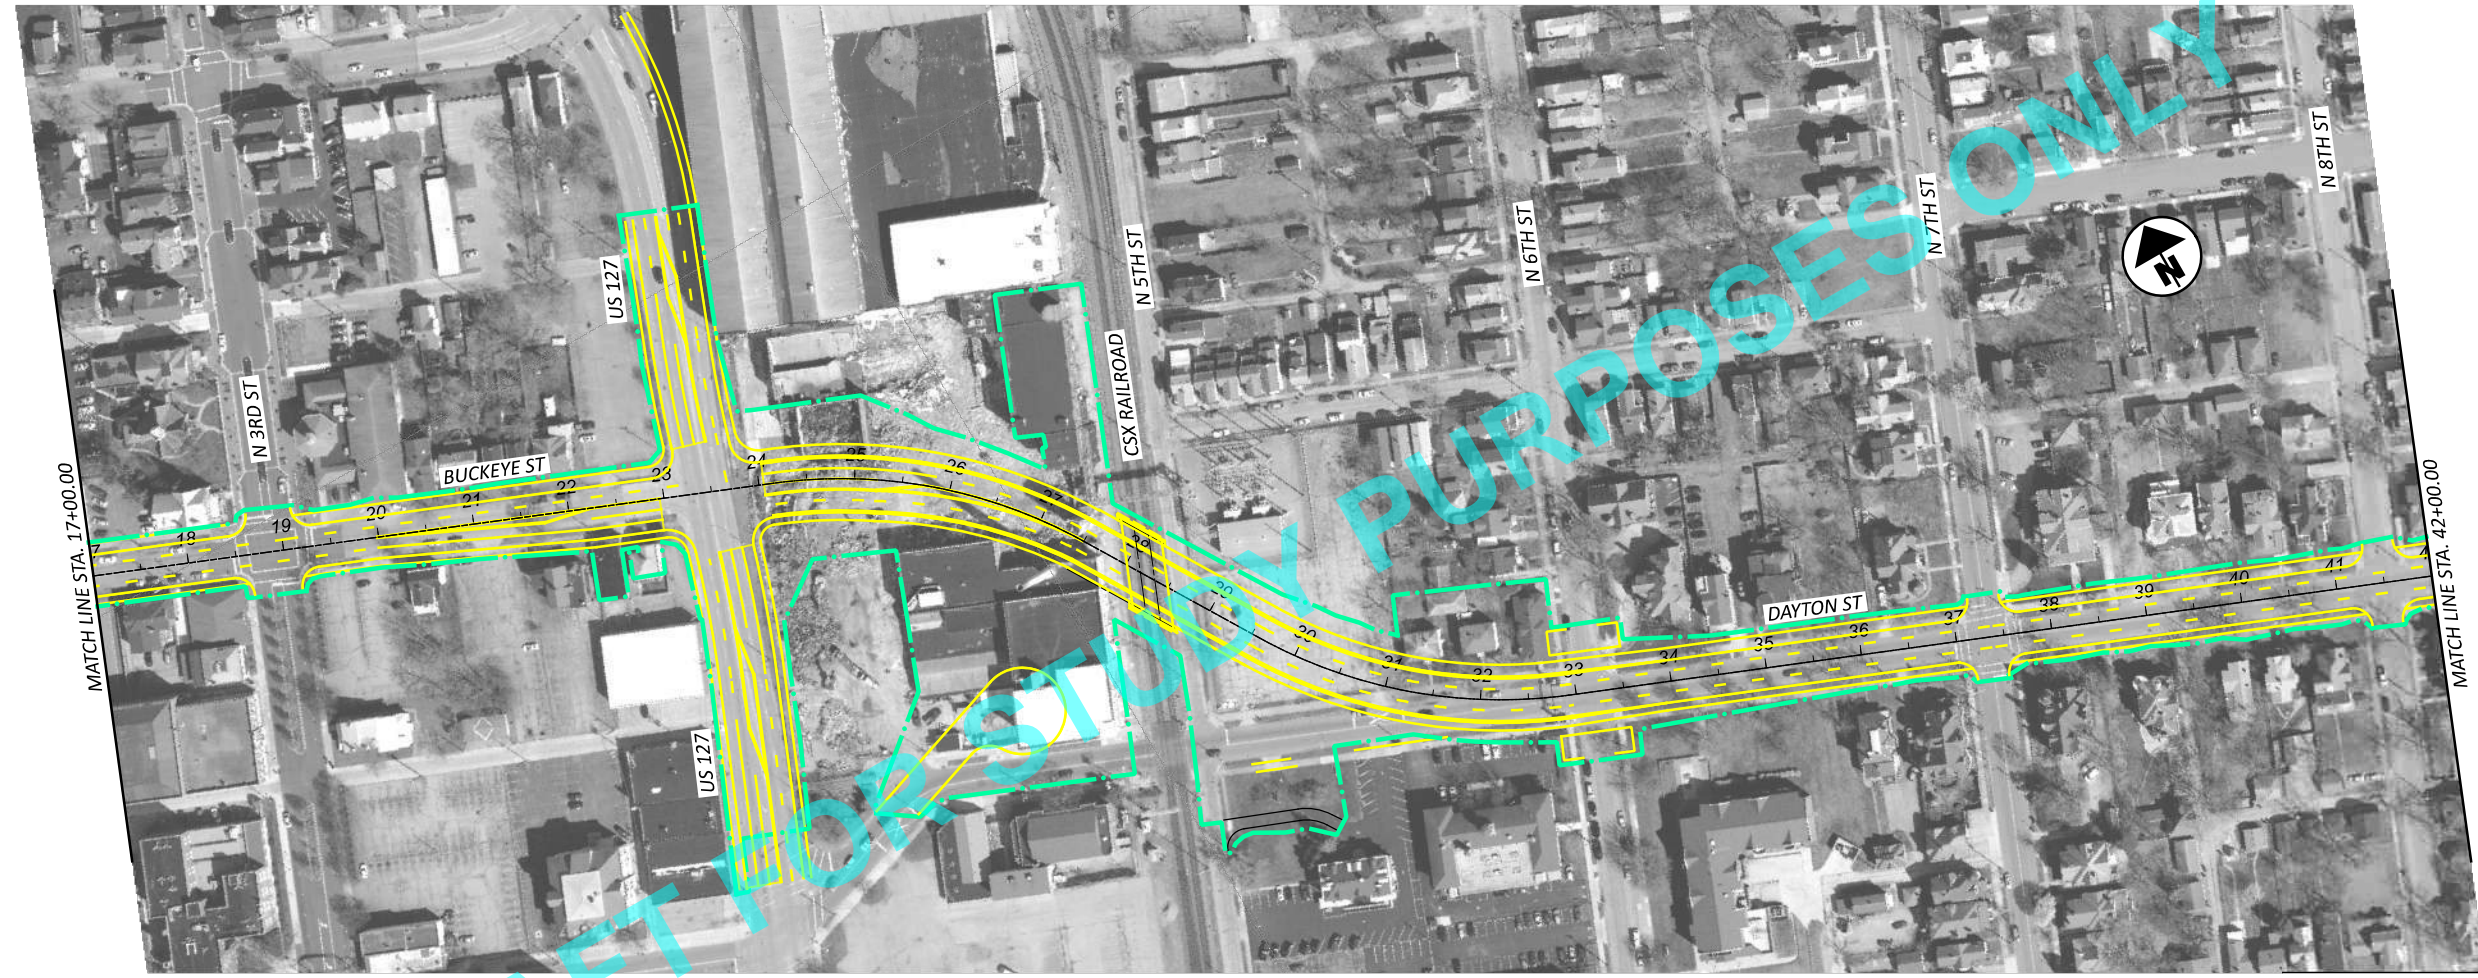 N 8TH ST
N 7TH ST
N 6TH ST
N 5TH ST
US 127
CSX RAILROAD
N 3RD ST
BUCKEYE ST
7
18
19
20
21
22
23
24
25
26
27
28
29
30
31
32
33
34
35
36
37
38
39
40
41
4
DAYTON ST
MATCH LINE STA. 17+00.00
MATCH LINE STA. 42+00.00
US 127
N
ET FOR STUDY PURPOSES ONLY